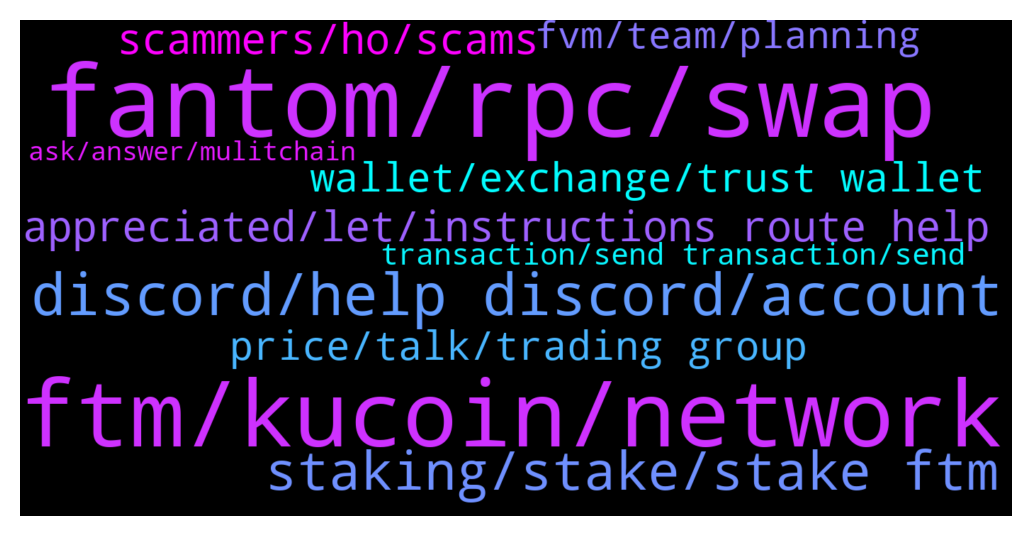 scammers/ho/scams
fvm/team/planning
fantom/rpc/swap
ask/answer/mulitchain
wallet/exchange/trust wallet
appreciated/let/instructions route help
transaction/send transaction/send
discord/help discord/account
price/talk/trading group
ftm/kucoin/network
staking/stake/stake ftm